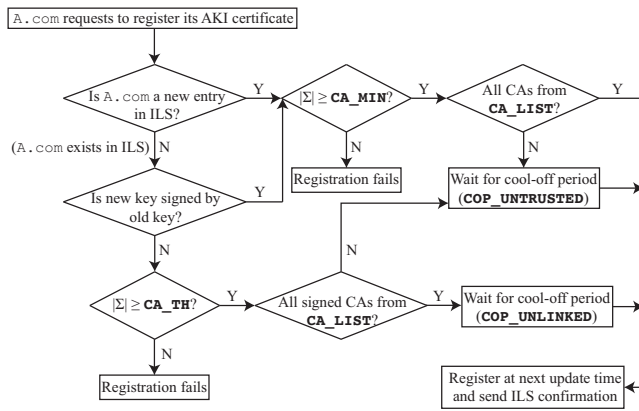 A.com requests to register its AKI certificate
Is A.com a new entry
in ILS?
Y
|Σ| ≥ CA_MIN?
Y
All CAs from
CA_LIST?
Y
(A.com exists in ILS)
N
N
N
Registration fails
Is new key signed by
old key?
Y
Wait for cool-off period
(COP_UNTRUSTED)
N
N
|Σ| ≥ CA_TH?
Y
All signed CAs from
CA_LIST?
Y
Wait for cool-off period
(COP_UNLINKED)
N
N
Registration fails
Register at next update time
and send ILS confirmation